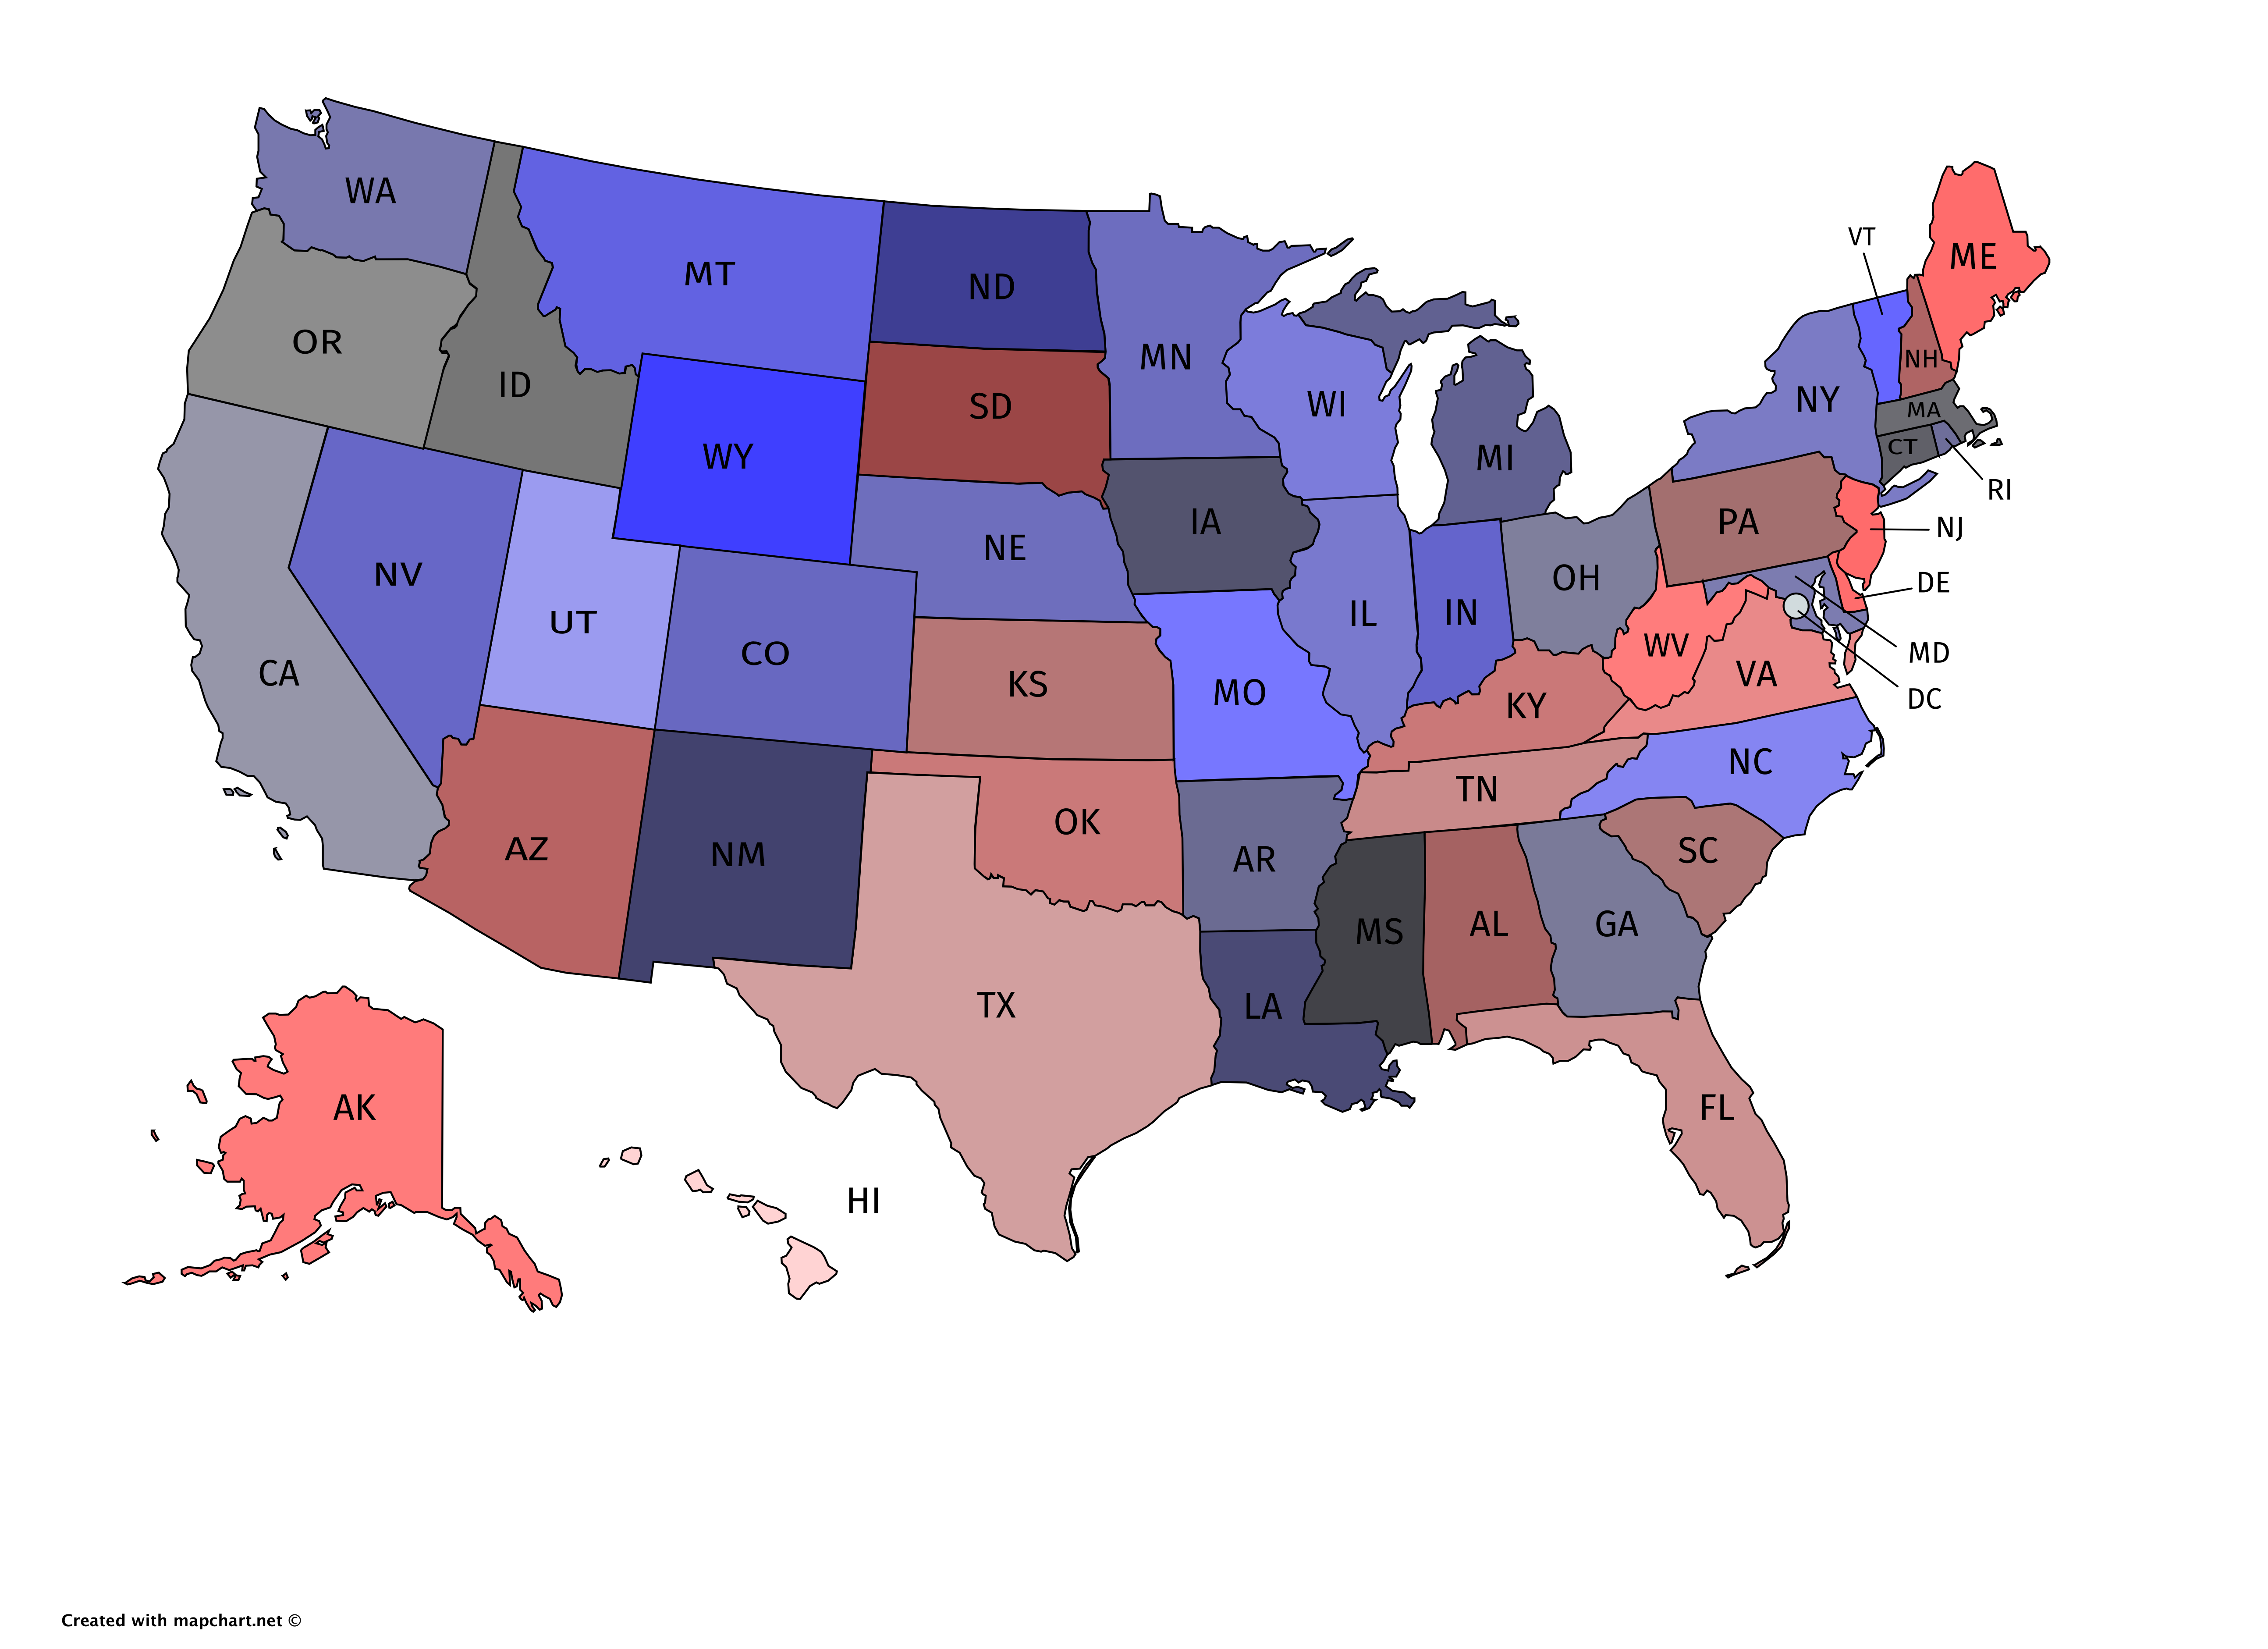 WA
MT
ND
MN
OR
ID
WY
SD
WI
MI
VT
ME
NH
NY
MA
CT
RI
NV
UT
CO
NE
IA
IL
IN
OH
PA
NJ
DE
MD
DC
CA
KS
MO
KY
WV
VA
AZ
NM
OK
AR
TN
NC
SC
TX
LA
MS
AL
GA
FL
AK
HI
Created with mapchart.net ©